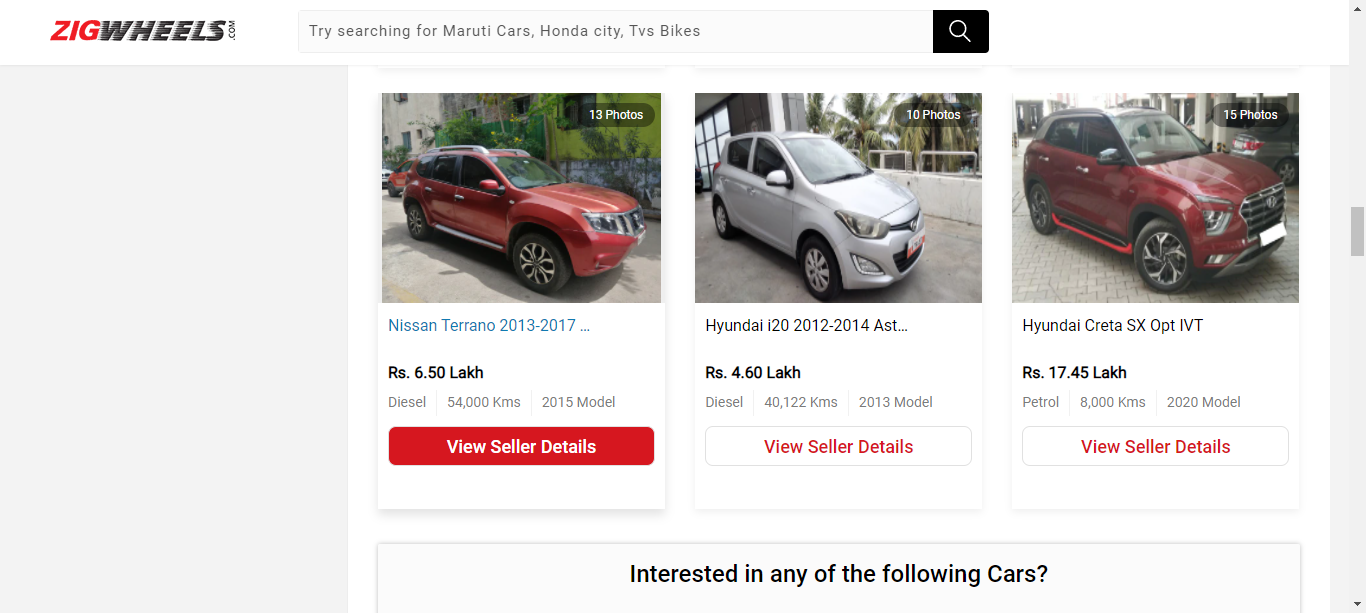 ZIGWHEELS.COM
Try searching for Maruti Cars, Honda city, Tvs Bikes
13 Photos
10 Photos
15 Photos
Nissan Terrano 2013-2017 ...
Hyundai i20 2012-2014 Ast...
Hyundai Creta SX Opt IVT
Rs. 6.50 Lakh
Rs. 4.60 Lakh
Rs. 17.45 Lakh
Diesel 54,000 Kms 2015 Model
Diesel 40,122 Kms 2013 Model
Petrol 8,000 Kms 2020 Model
View Seller Details
View Seller Details
View Seller Details
Interested in any of the following Cars?